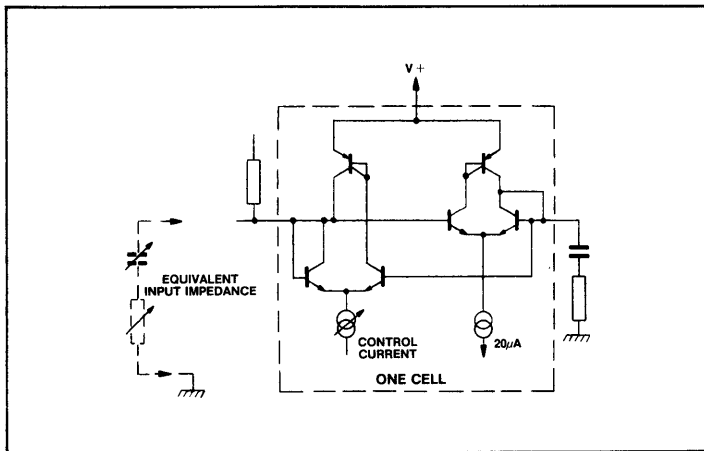 V+
EQUIVALENT
INPUT IMPEDANCE
CONTROL
CURRENT
20μA
ONE CELL